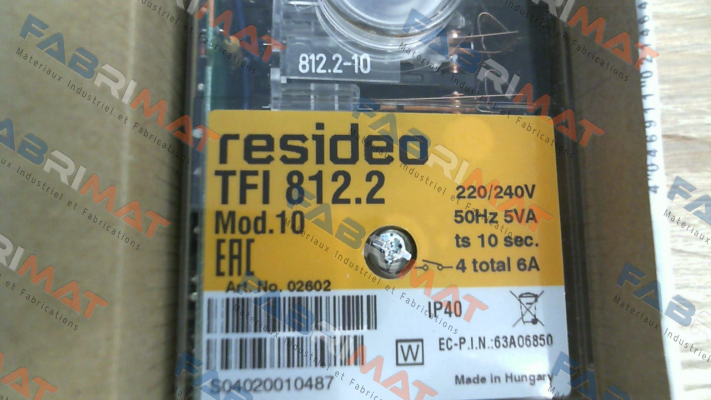 812.2-10
resideo
TFI 812.2
Mod.10
220/240V
50Hz 5VA
ts 10 sec.
4 total 6A
EAC
Art. No. 02602
IP40
W
EC-P.I.N.:63A06850
S04020010487
Made in Hungary
FABRIMAT
Materiaux Industriel et Fabrications